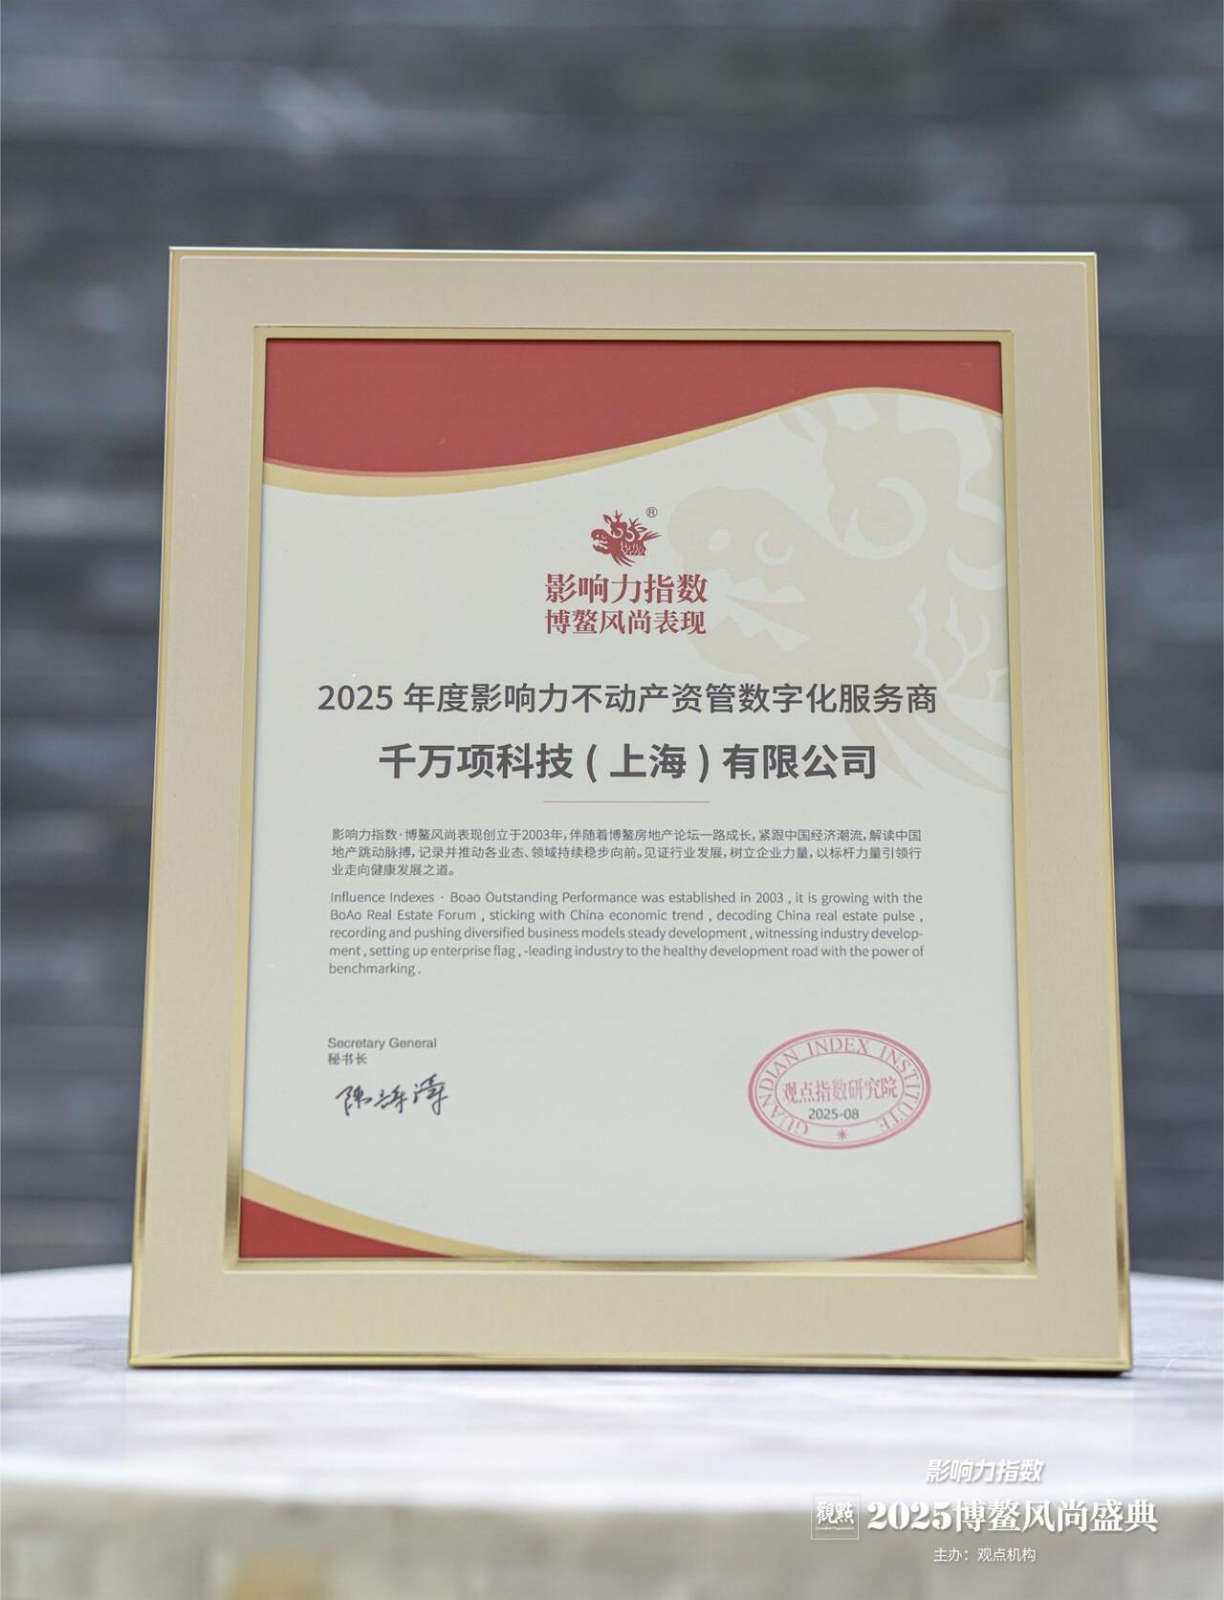 ®
影响力指数
博鳌风尚表现
2025 年度影响力不动产资管数字化服务商
千万项科技(上海)有限公司
影响力指数·博鳌风尚表现创立于2003年，伴随着博鳌房地产论坛一路成长，紧跟中国经济潮流，解读中国
地产跳动脉搏，记录并推动各业态、领域持续稳步向前。见证行业发展，树立企业力量，以标杆力量引领行
业走向健康发展之道。
Influence Indexes · Boao Outstanding Performance was established in 2003 , it is growing with the
BoAo Real Estate Forum , sticking with China economic trend , decoding China real estate pulse ,
recording and pushing diversified business models steady development , witnessing industry develop-
ment , setting up enterprise flag , -leading industry to the healthy development road with the power of
benchmarking .
Secretary General
秘书长
GUANDIAN INDEX INSTITUTE
观点指数研究院
2025-08
影响力指数
觀點
2025博鳌风尚盛典
主办：观点机构